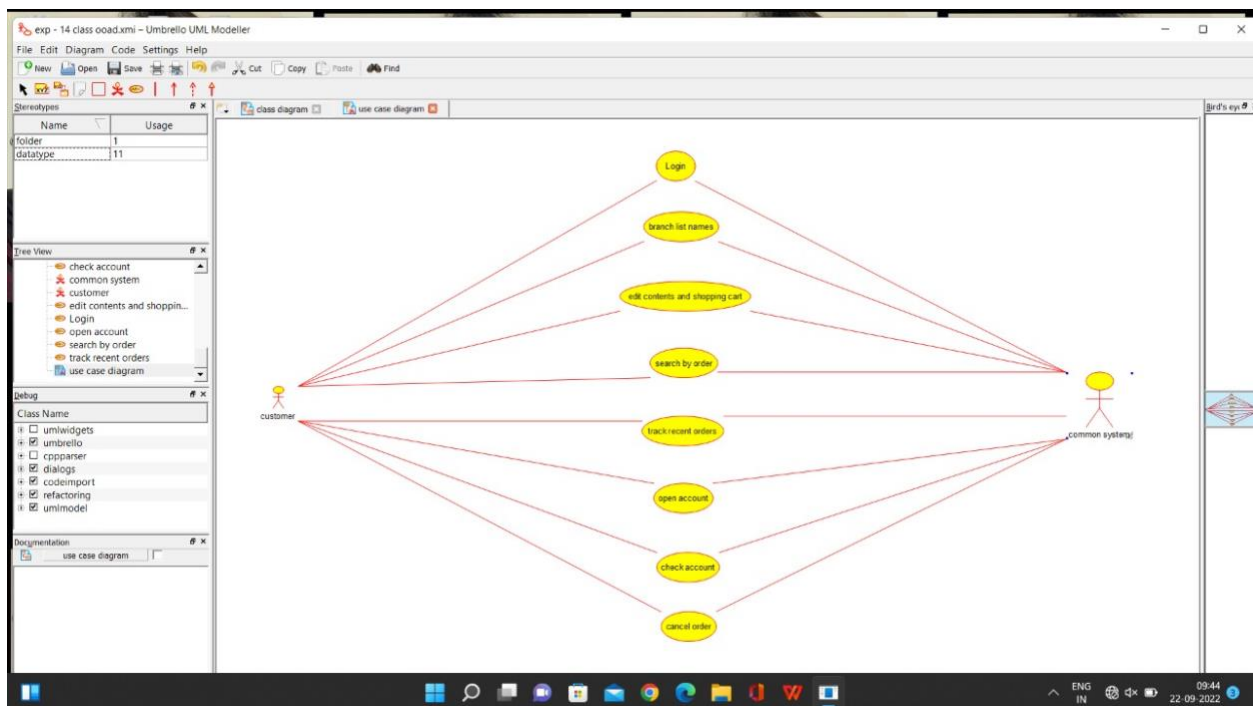 exp - 14 class ooad.xmi – Umbrello UML Modeller
File Edit Diagram Code Settings Help
New Open Save Cut Copy Paste Find
Stereotypes
class diagram use case diagram
Bird's eye
Name Usage
folder 1
datatype 11
Tree View
check account
common system
customer
edit contents and shoppin...
Login
open account
search by order
track recent orders
use case diagram
Debug
Class Name
umlwidgets
umbrello
cppparser
dialogs
codeimport
refactoring
umlmodel
Documentation
use case diagram
Login
branch list names
edit contents and shopping cart
search by order
customer
track recent orders
common system
open account
check account
cancel order
ENG
IN
09:44
22-09-2022
3